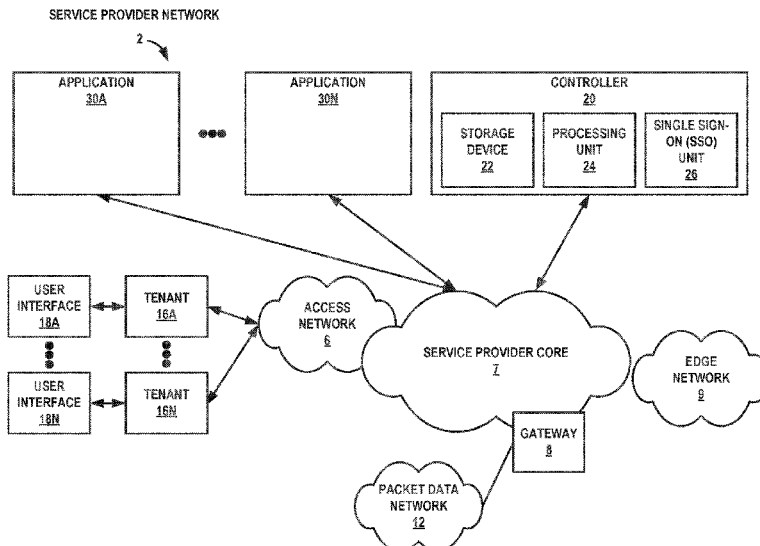 SERVICE PROVIDER NETWORK
2
APPLICATION
30A
APPLICATION
30N
CONTROLLER
20
STORAGE
DEVICE
22
PROCESSING
UNIT
24
SINGLE SIGN-
ON (SSO)
UNIT
26
USER
INTERFACE
18A
TENANT
16A
ACCESS
NETWORK
6
SERVICE PROVIDER CORE
7
EDGE
NETWORK
9
USER
INTERFACE
18N
TENANT
16N
GATEWAY
8
PACKET DATA
NETWORK
12